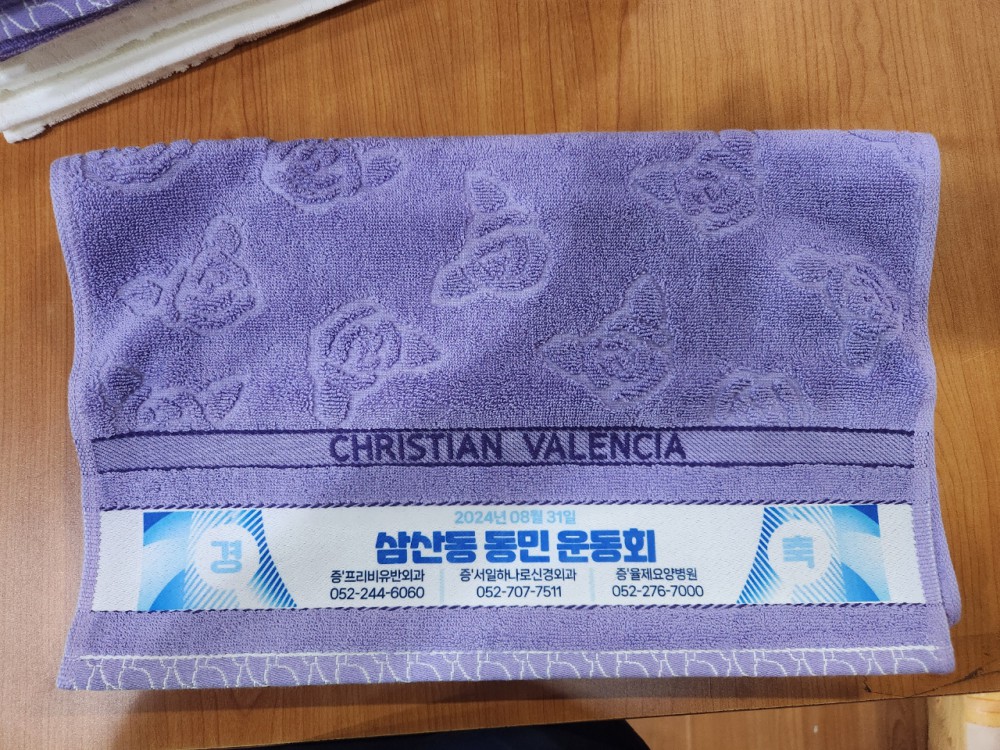 CHRISTIAN VALENCIA
2024년 08월 31일
경 삼산동 동민 운동회 축
증'프리비유반외과 증'서일하나로신경외과 증'율제요양병원
052-244-6060 052-707-7511 052-276-7000